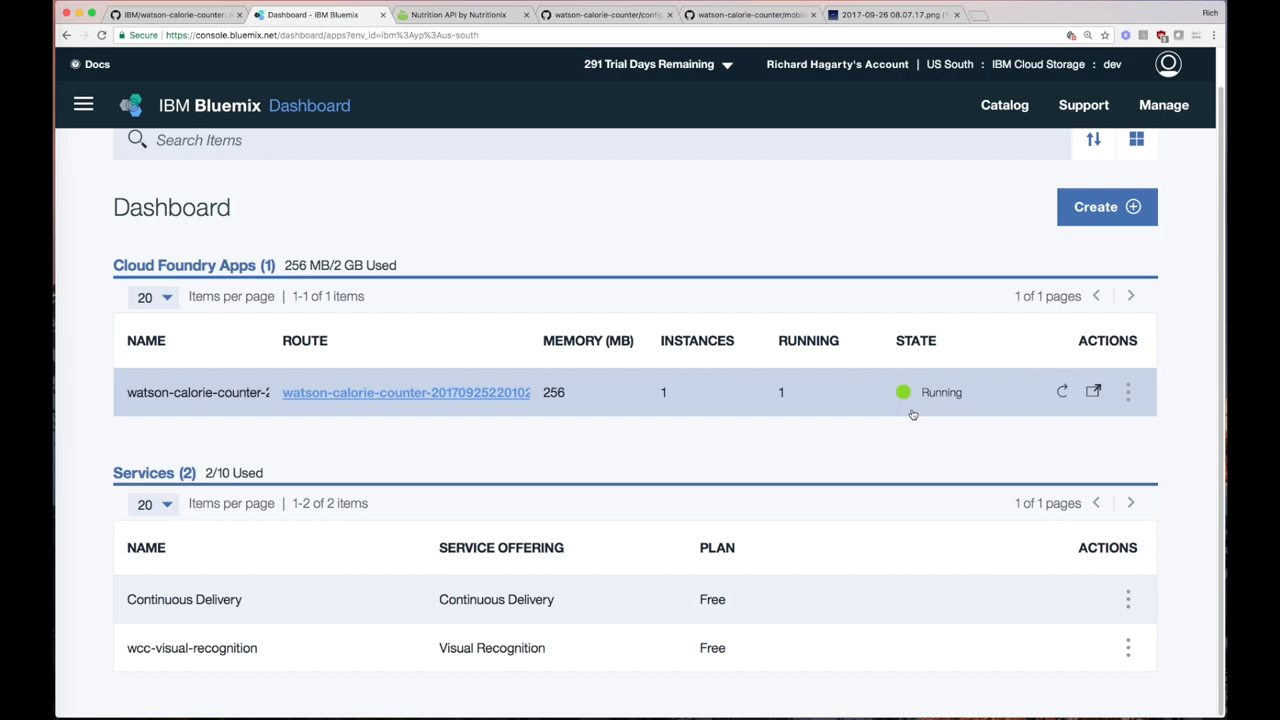 IBM/watson-calorie-counter: A
Dashboard - IBM Bluemix
Nutrition API by Nutritionix
watson-calorie-counter/config
watson-calorie-counter/mobile
2017-09-26 08.07.17.png (1
Rich
Secure
https://console.bluemix.net/dashboard/apps?env_id=ibm%3Ayp%3Aus-south
Docs
291 Trial Days Remaining
Richard Hagarty's Account | US South : IBM Cloud Storage : dev
IBM Bluemix Dashboard
Catalog
Support
Manage
Search Items
Dashboard
Create
Cloud Foundry Apps (1) 256 MB/2 GB Used
20 Items per page | 1-1 of 1 items
1 of 1 pages
NAME ROUTE MEMORY (MB) INSTANCES RUNNING STATE ACTIONS
watson-calorie-counter-2 watson-calorie-counter-20170925220102 256 1 1 Running
Services (2) 2/10 Used
20 Items per page | 1-2 of 2 items
1 of 1 pages
NAME SERVICE OFFERING PLAN ACTIONS
Continuous Delivery Continuous Delivery Free
wcc-visual-recognition Visual Recognition Free